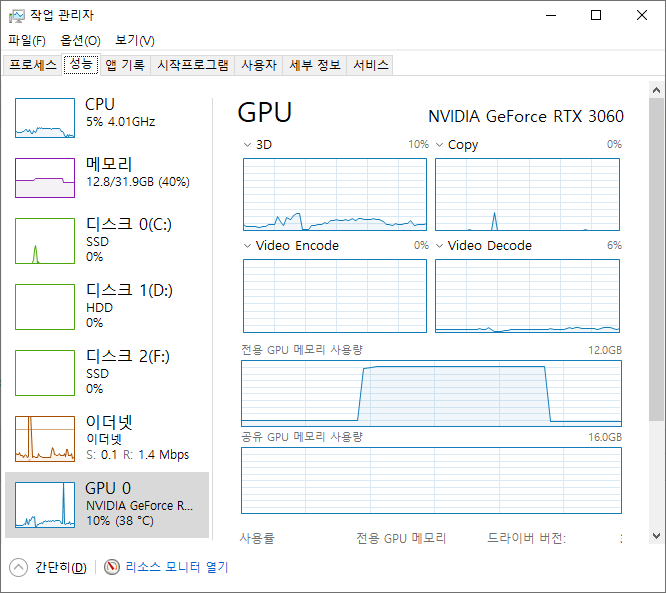 작업 관리자
파일(F) 옵션(O) 보기(V)
프로세스 성능 앱 기록 시작프로그램 사용자 세부 정보 서비스
CPU
5% 4.01GHz
메모리
12.8/31.9GB (40%)
디스크 0(C:)
SSD
0%
디스크 1(D:)
HDD
0%
디스크 2(F:)
SSD
0%
이더넷
이더넷
S: 0.1 R: 1.4 Mbps
GPU 0
NVIDIA GeForce R...
10% (38 °C)
GPU NVIDIA GeForce RTX 3060
3D 10% Copy 0%
Video Encode 0% Video Decode 6%
전용 GPU 메모리 사용량 12.0GB
공유 GPU 메모리 사용량 16.0GB
사용률 전용 GPU 메모리 드라이버 버전:
간단히(D) 리소스 모니터 열기